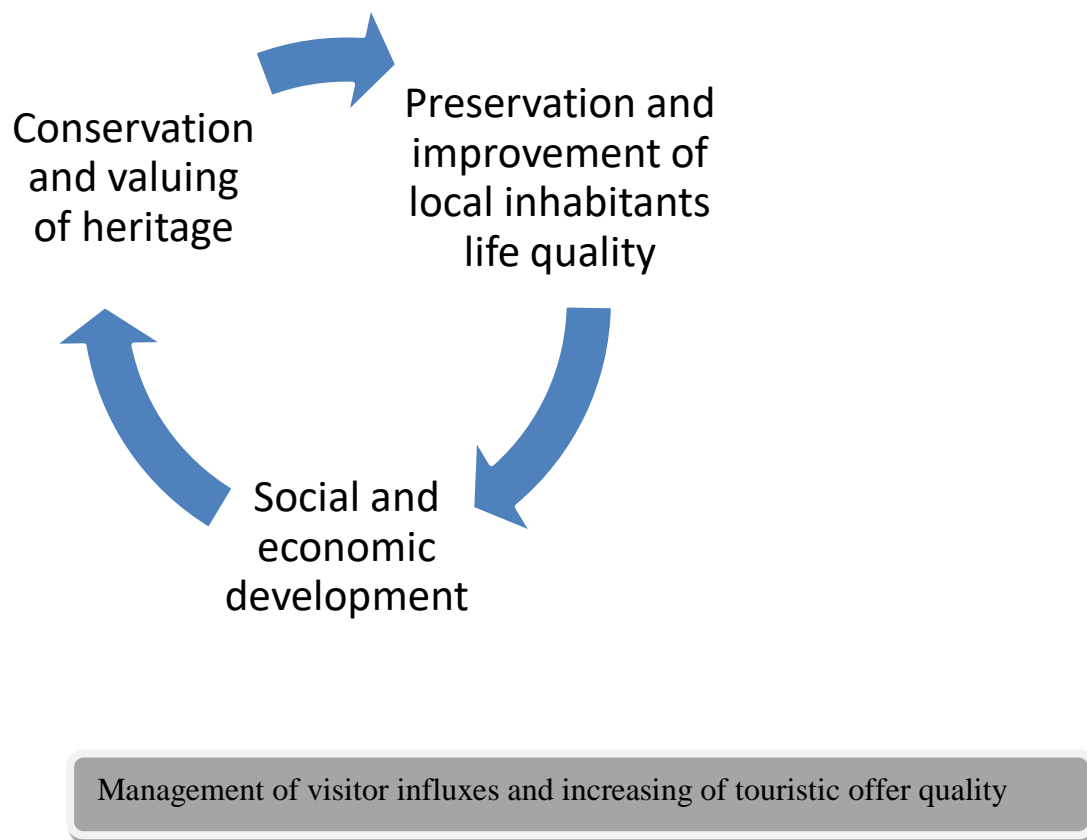 Conservation
and valuing
of heritage
Preservation and
improvement of
local inhabitants
life quality
Social and
economic
development
Management of visitor influxes and increasing of touristic offer quality